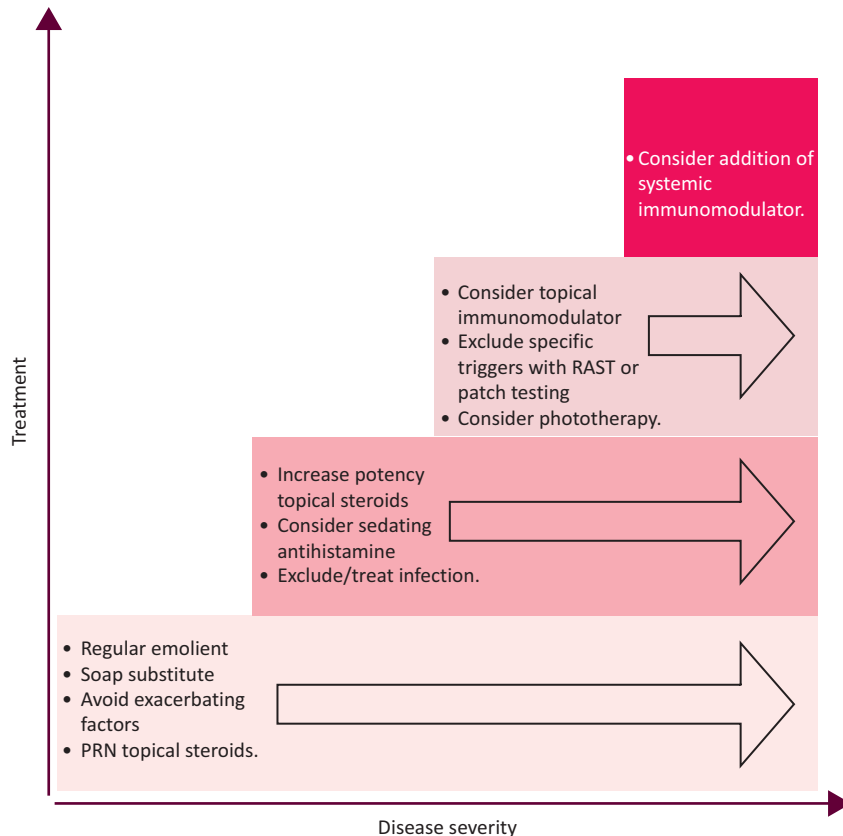 • Consider addition of
systemic
immunomodulator.
• Consider topical
immunomodulator
• Exclude specific
triggers with RAST or
patch testing
• Consider phototherapy.
• Increase potency
topical steroids
• Consider sedating
antihistamine
• Exclude/treat infection.
• Regular emolient
• Soap substitute
• Avoid exacerbating
factors
• PRN topical steroids.
Treatment
Disease severity